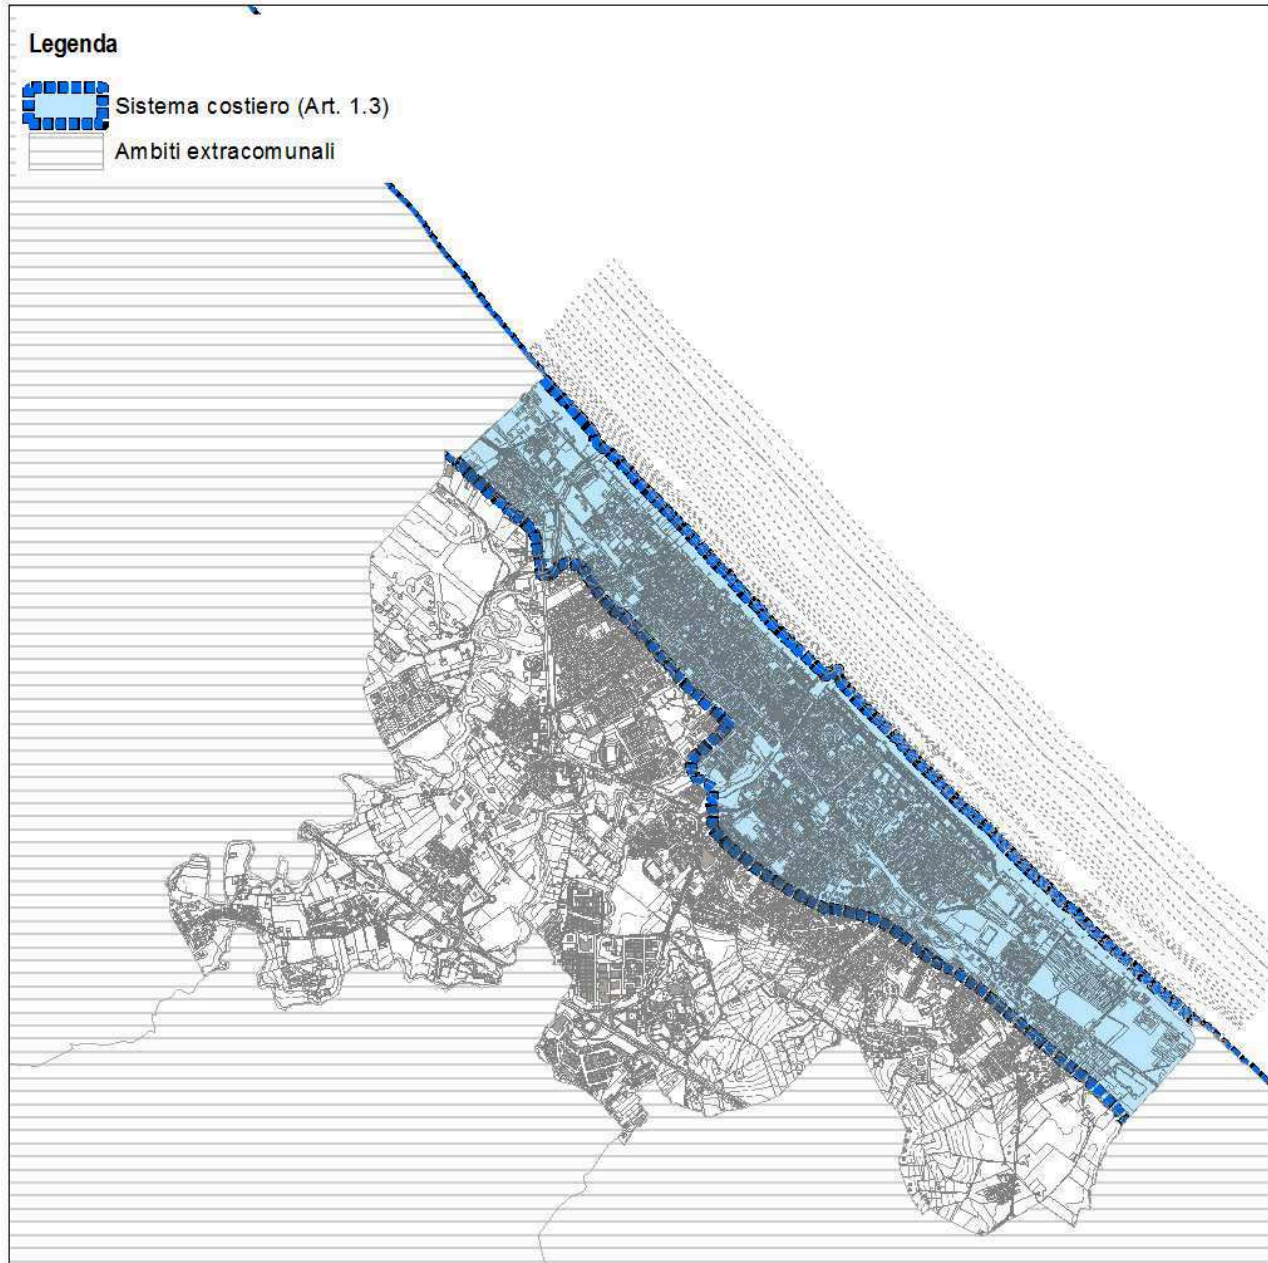 Legenda
Sistema costiero (Art. 1.3)
Ambiti extracomunali